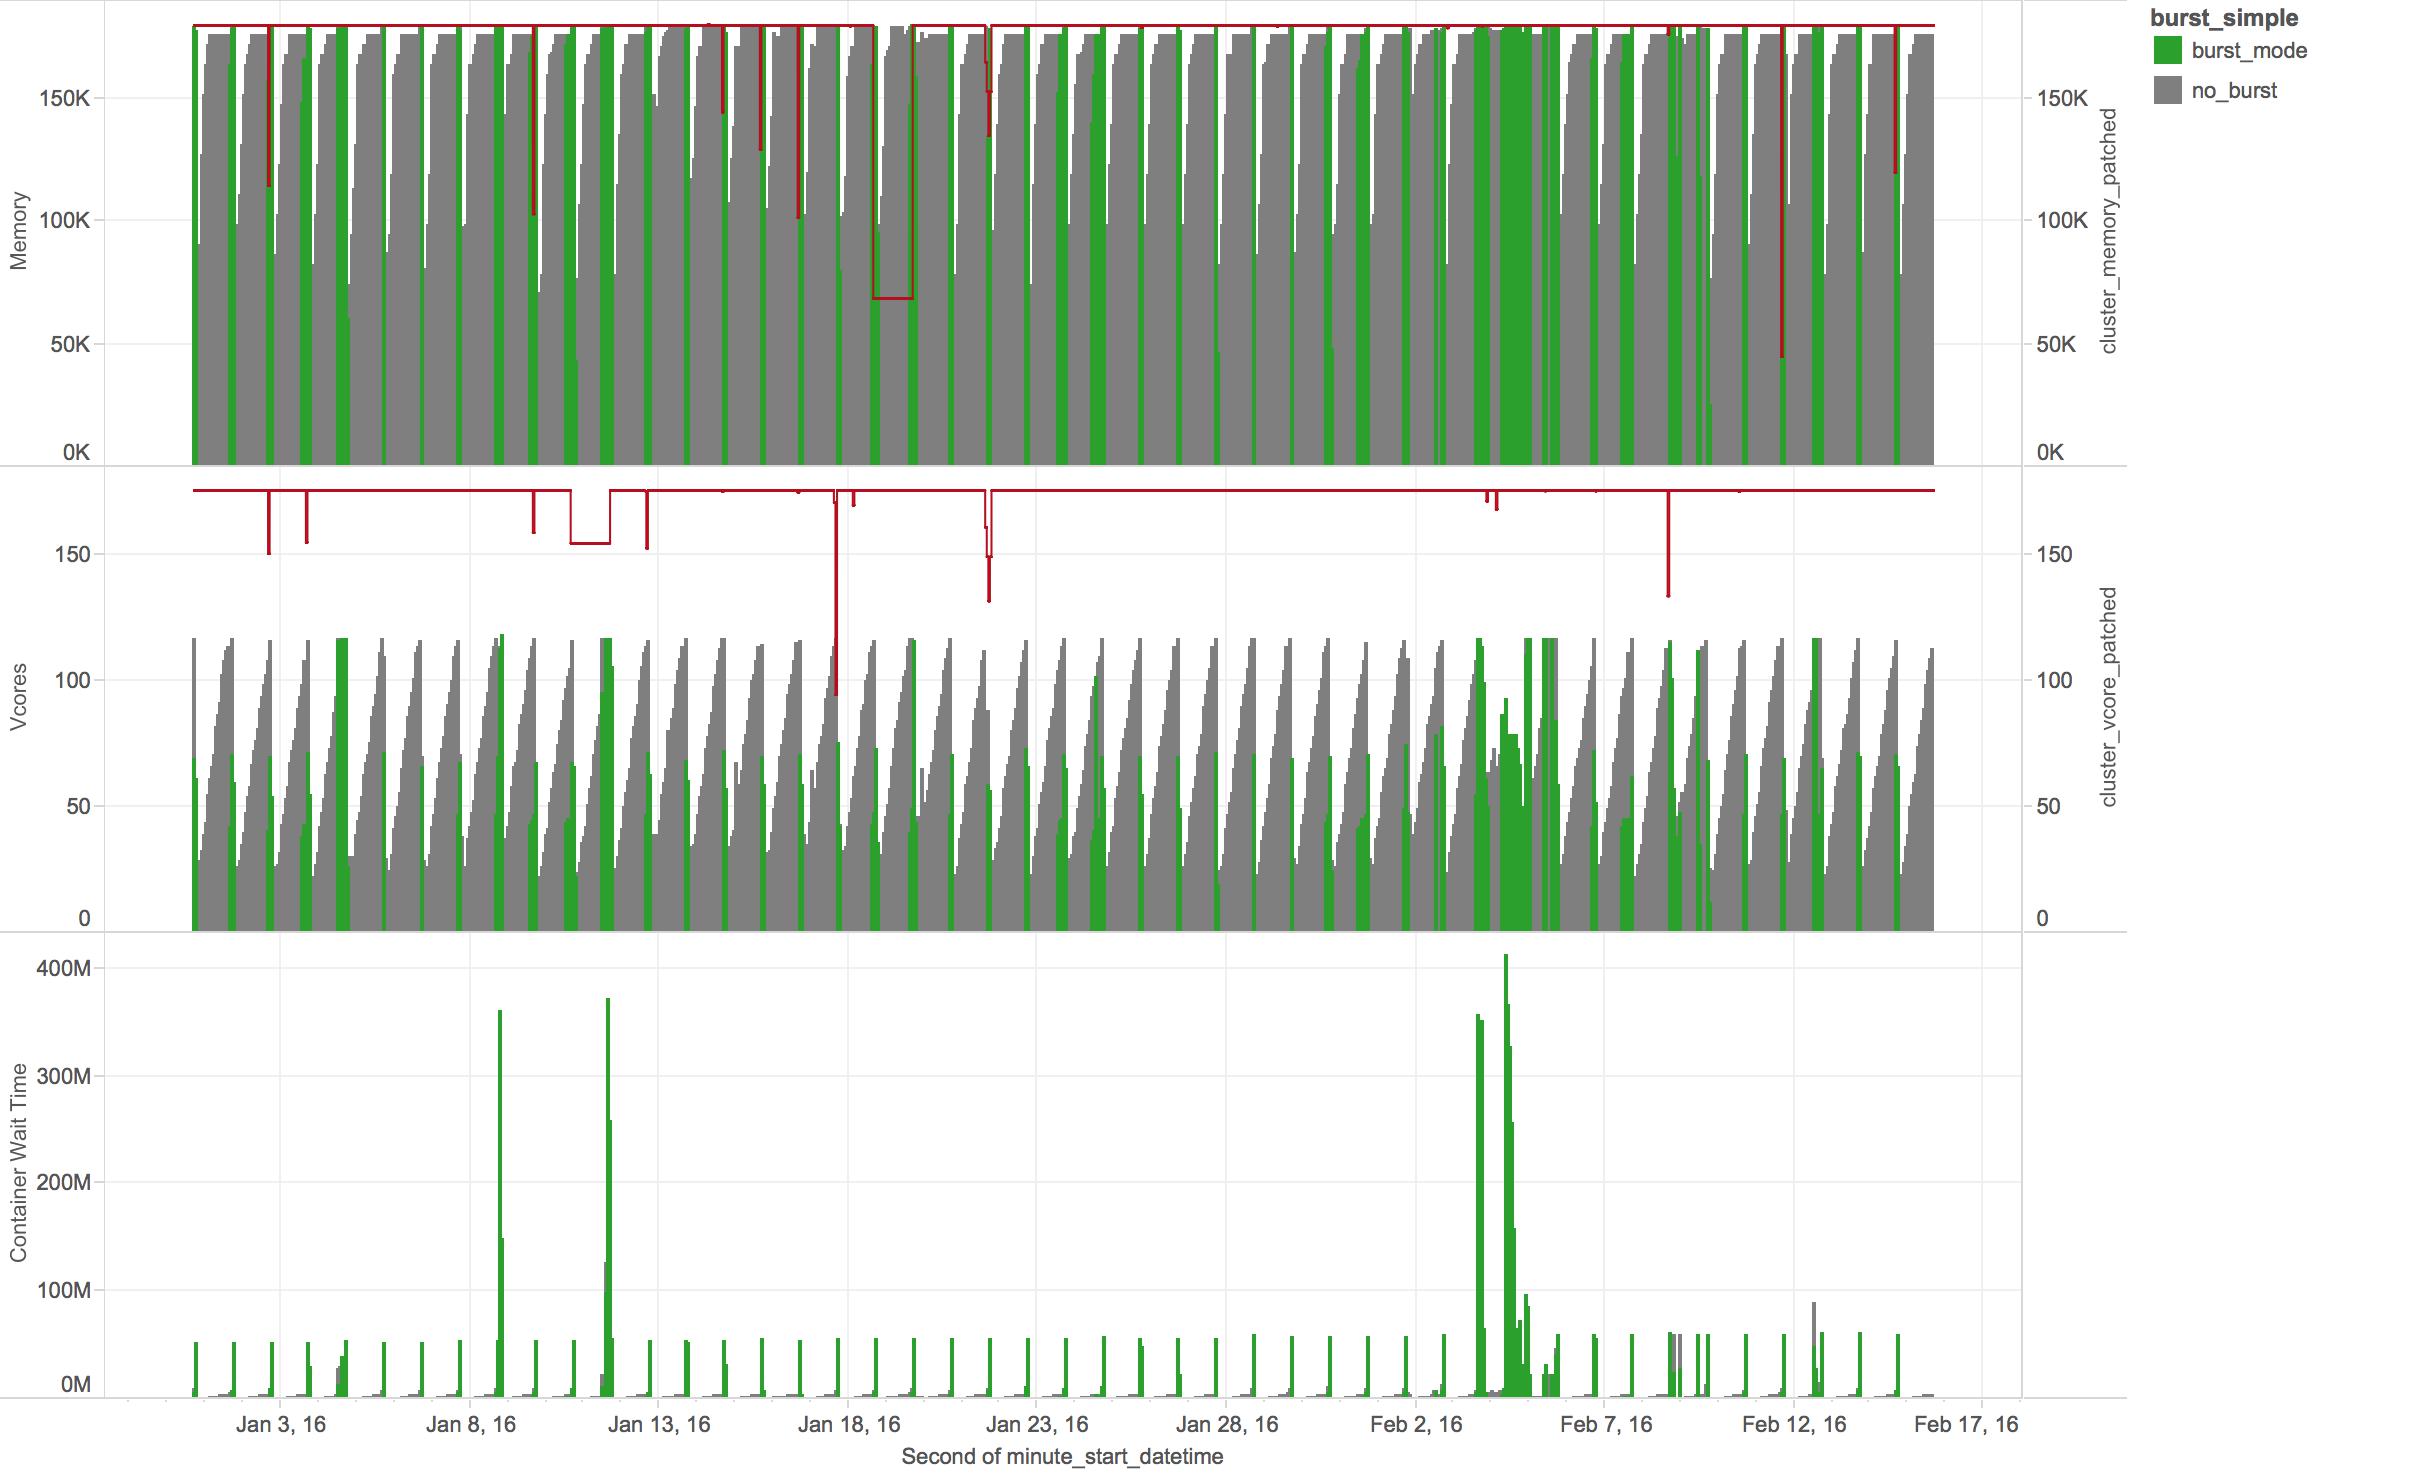 burst_simple
burst_mode
no_burst
Memory
150K
100K
50K
0K
150K
100K
50K
0K
cluster_memory_patched
Vcores
150
100
50
0
150
100
50
0
cluster_vcore_patched
Container Wait Time
400M
300M
200M
100M
0M
Jan 3, 16 Jan 8, 16 Jan 13, 16 Jan 18, 16 Jan 23, 16 Jan 28, 16 Feb 2, 16 Feb 7, 16 Feb 12, 16 Feb 17, 16
Second of minute_start_datetime